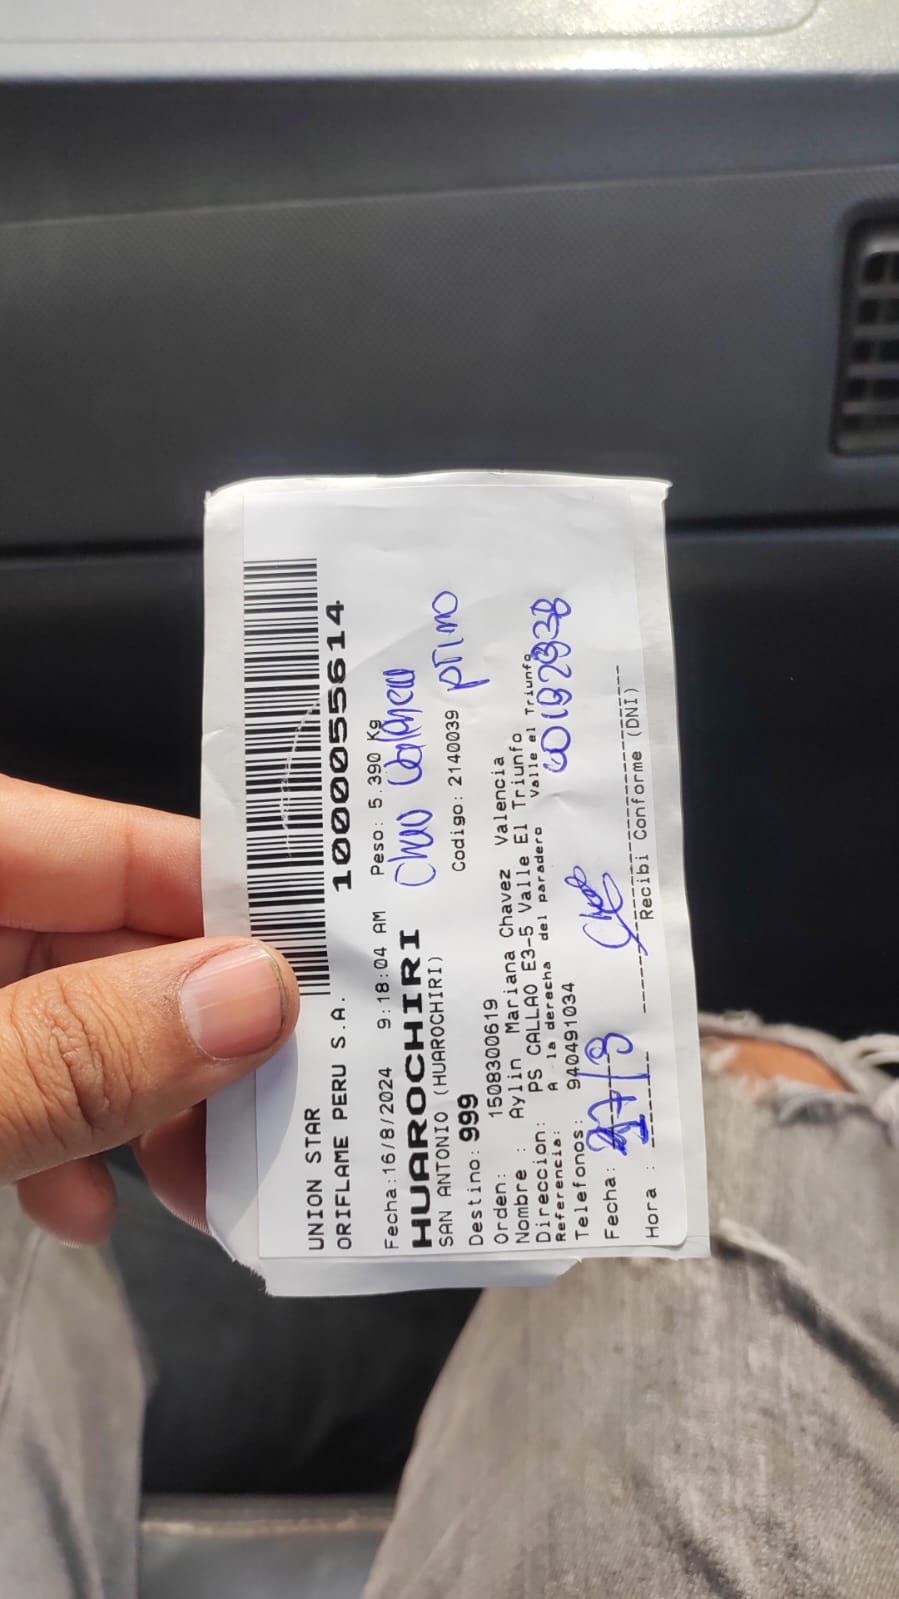 UNION STAR
ORIFLAME PERU S.A. 1000055614
Fecha:16/8/2024 9:18:04 AM Peso: 5.390 Kg
HUAROCHIRI
SAN ANTONIO (HUAROCHIRI)
Destino: 999 Codigo: 2140039 primo
Orden: 1508300619
Nombre : Aylin Mariana Chavez Valencia
Direccion: PS CALLAO E3-5 Valle El Triunfo
Referencia: A la derecha del paradero Valle el Triunfo
Telefonos: 940491034
Fecha: 17/8
Hora :
Recibi Conforme (DNI)